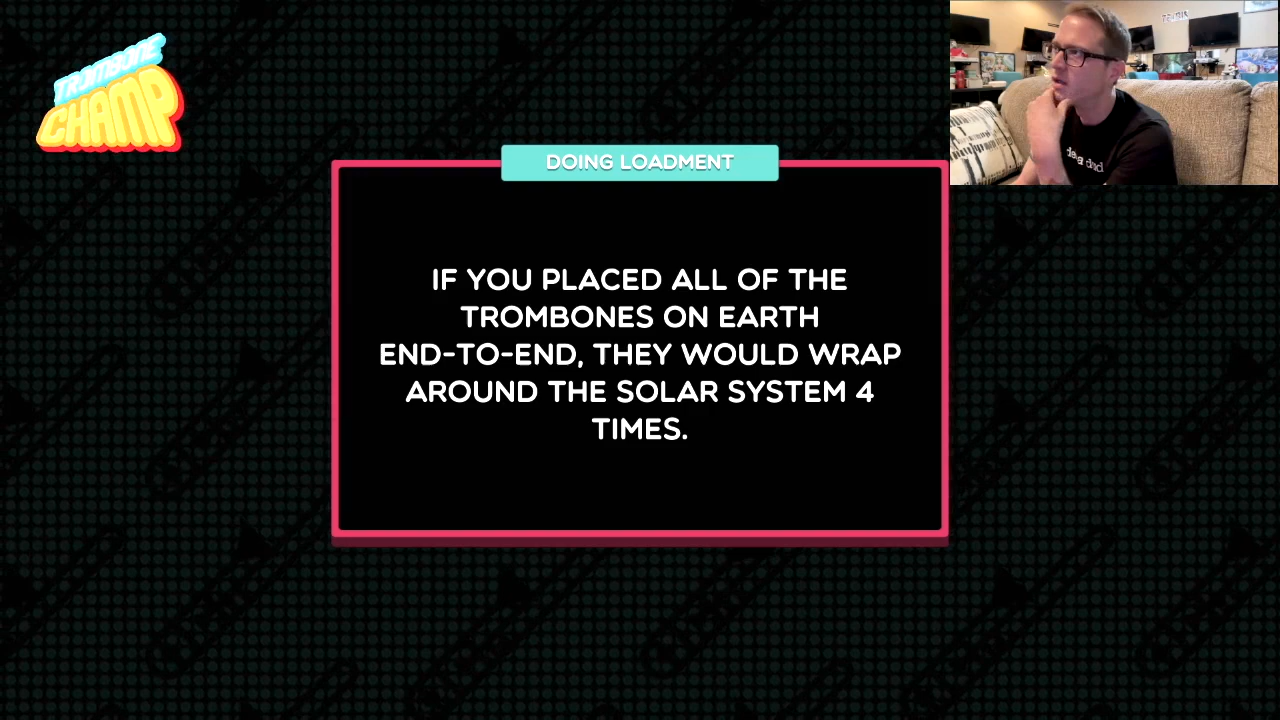 TROMBONE
CHAMP
DOING LOADMENT
IF YOU PLACED ALL OF THE
TROMBONES ON EARTH
END-TO-END, THEY WOULD WRAP
AROUND THE SOLAR SYSTEM 4
TIMES.